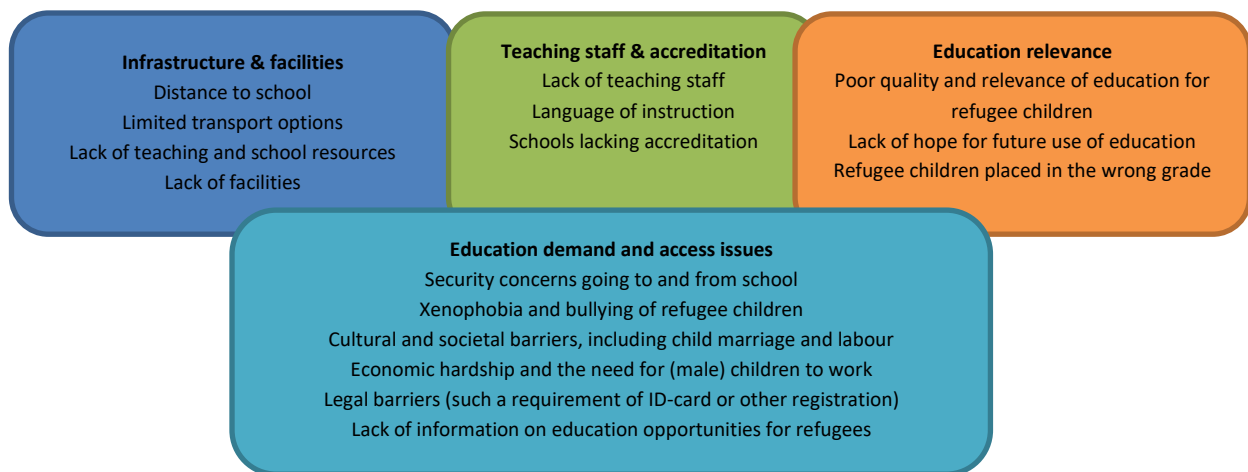 Infrastructure & facilities
Distance to school
Limited transport options
Lack of teaching and school resources
Lack of facilities
Teaching staff & accreditation
Lack of teaching staff
Language of instruction
Schools lacking accreditation
Education relevance
Poor quality and relevance of education for
refugee children
Lack of hope for future use of education
Refugee children placed in the wrong grade
Education demand and access issues
Security concerns going to and from school
Xenophobia and bullying of refugee children
Cultural and societal barriers, including child marriage and labour
Economic hardship and the need for (male) children to work
Legal barriers (such a requirement of ID-card or other registration)
Lack of information on education opportunities for refugees